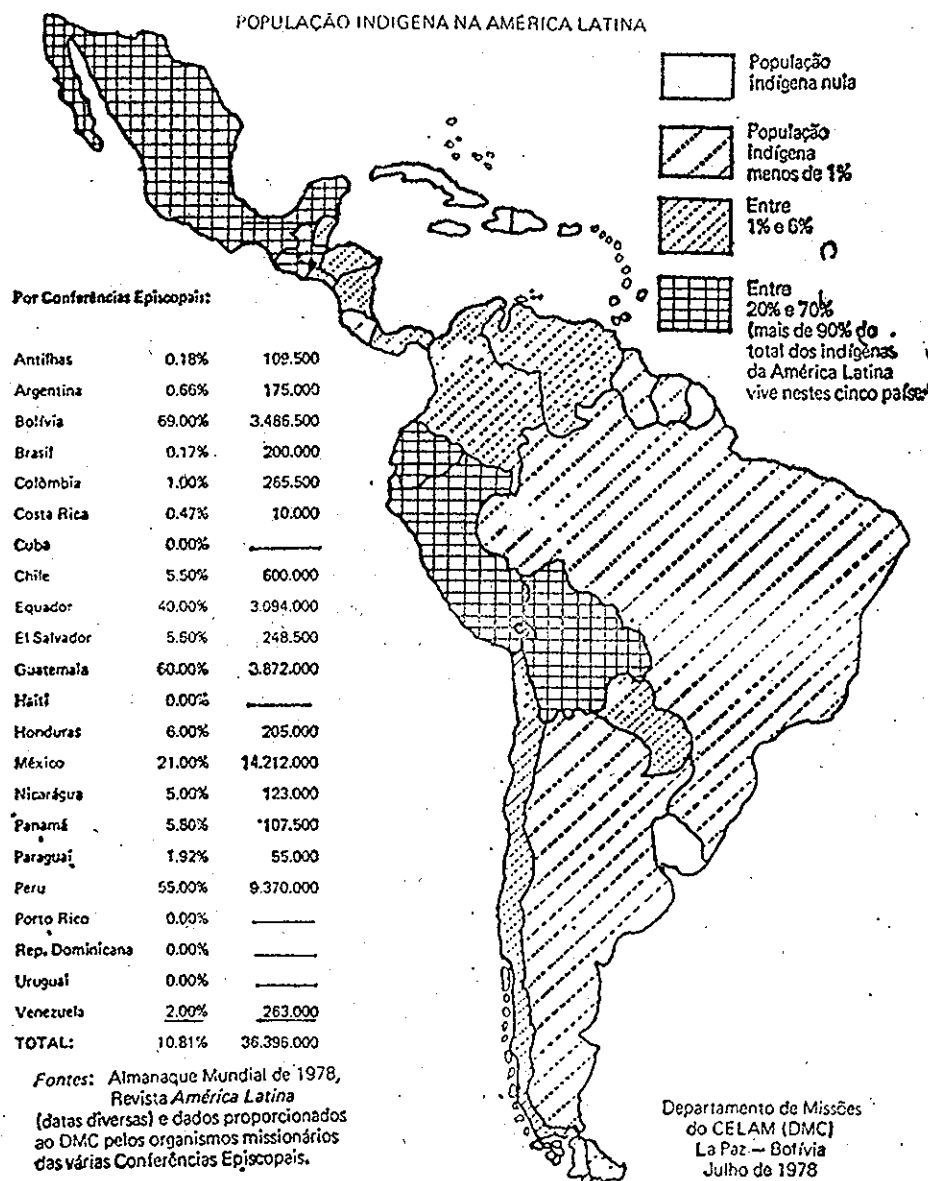 POPULAÇÃO INDIGENA NA AMÉRICA LATINA
População
indígena nula
População
Indígena
menos de 1%
Entre
1% e 6%
Entre
20% e 70%
(mais de 90% do
total dos indígenas
da América Latina
vive nestes cinco países
Por Conferências Episcopais:
Antilhas 0.18% 109.500
Argentina 0.66% 175.000
Bolívia 69.00% 3.486.500
Brasil 0.17% 200.000
Colômbia 1.00% 265.500
Costa Rica 0.47% 10.000
Cuba 0.00%
Chile 5.50% 600.000
Equador 40.00% 3.094.000
El Salvador 5.60% 248.500
Guatemala 60.00% 3.872.000
Haití 0.00%
Honduras 6.00% 205.000
México 21.00% 14.212.000
Nicarágua 5.00% 123.000
Panamá 5.80% 107.500
Paraguai 1.92% 55.000
Peru 55.00% 9.370.000
Porto Rico 0.00%
Rep. Dominicana 0.00%
Uruguai 0.00%
Venezuela 2.00% 263.000
TOTAL: 10.81% 36.396.000
Fontes: Almanaque Mundial de 1978,
Revista América Latina
(datas diversas) e dados proporcionados
ao DMC pelos organismos missionários
das várias Conferências Episcopais.
Departamento de Missões
do CELAM (DMC)
La Paz — Bolívia
Julho de 1978